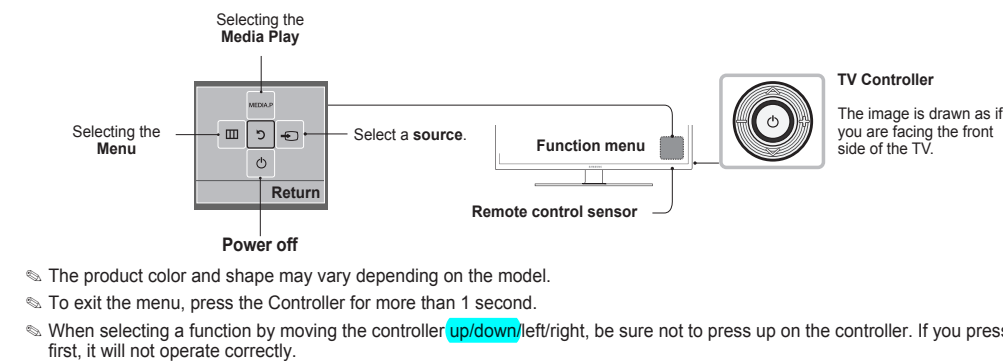 Selecting the
Media Play
MEDIA.P
Selecting the
Menu
Select a source.
Return
Power off
Function menu
Remote control sensor
TV Controller
The image is drawn as if
you are facing the front
side of the TV.
✎ The product color and shape may vary depending on the model.
✎ To exit the menu, press the Controller for more than 1 second.
✎ When selecting a function by moving the controller up/down/left/right, be sure not to press up on the controller. If you press
first, it will not operate correctly.